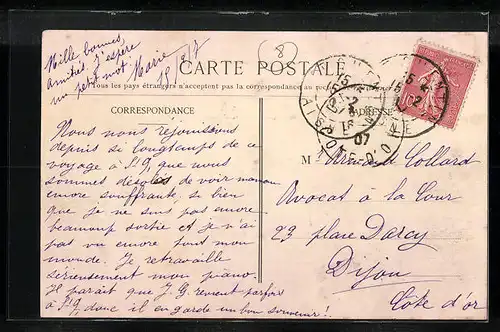 Mille bonnes
amitiés. J'espère
un petit mot Marie
8
CARTE POSTALE
Tous les pays étrangers n'acceptent pas la correspondance au
CORRESPONDANCE
Nous nous réjouissions
depuis si longtemps de ce
voyage à que nous
sommes désolés de voir maman
encore souffrante, si bien
que je ne suis pas encore
beaucoup sortie et je n'ai
pas vu encore tout mon
monde. Je retravaille
sérieusement mon piano.
Il paraît que J. G. revient parfois
à donc il en garde un bon souvenir!
M Armand Collard
Avocat à la Cour
23 place Darcy
Dijon
Côte d'or